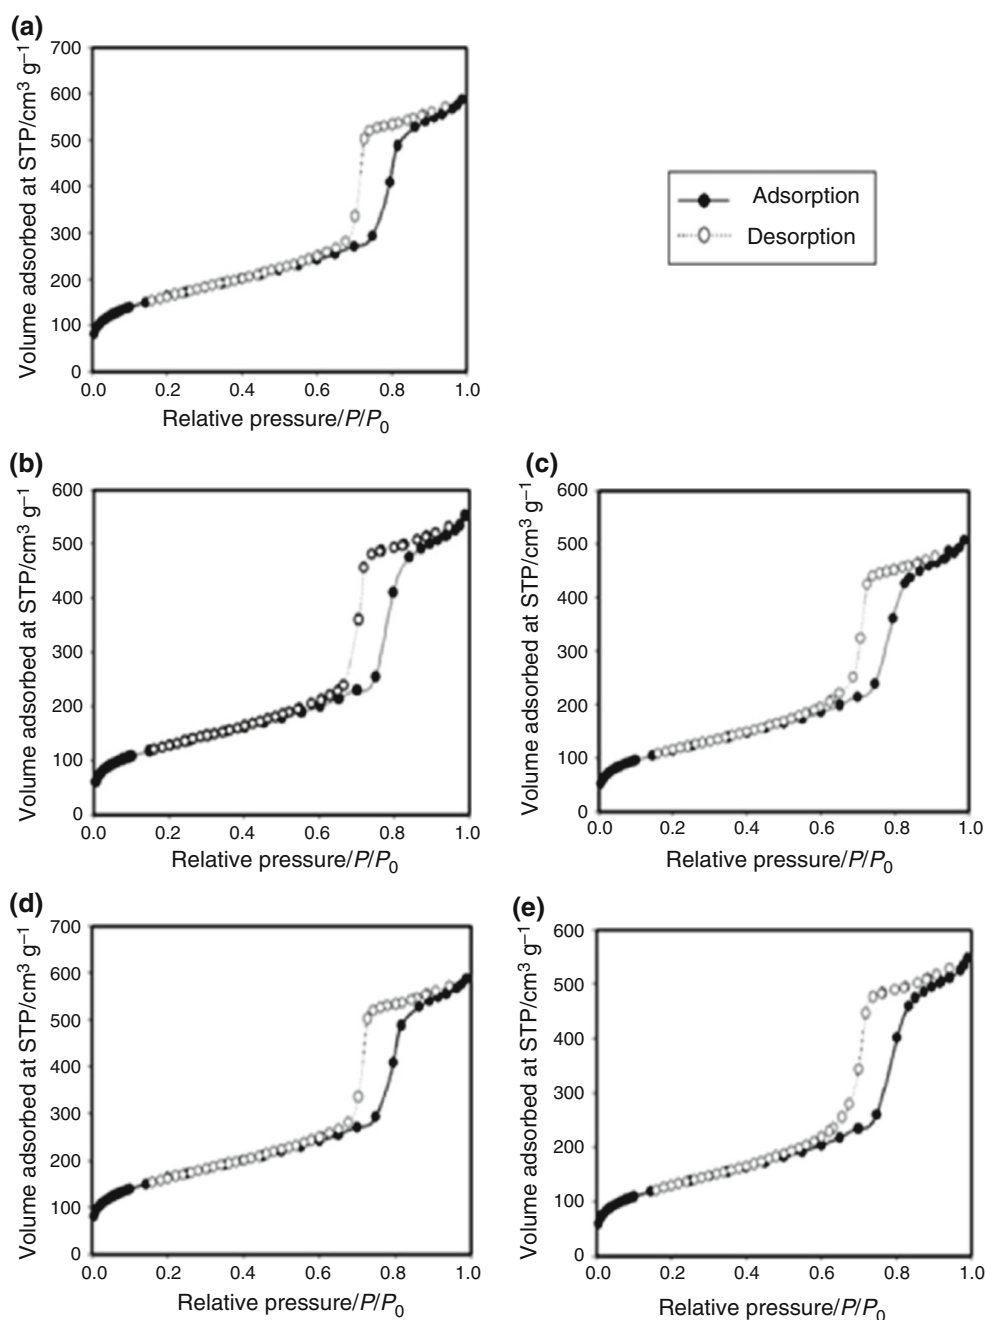 (a)
Volume adsorbed at STP/cm³ g⁻¹
700
600
500
400
300
200
100
0
0.0 0.2 0.4 0.6 0.8 1.0
Relative pressure/P/P₀
Adsorption
Desorption
(b)
Volume adsorbed at STP/cm³ g⁻¹
600
500
400
300
200
100
0
0.0 0.2 0.4 0.6 0.8 1.0
Relative pressure/P/P₀
(c)
Volume adsorbed at STP/cm³ g⁻¹
600
500
400
300
200
100
0
0.0 0.2 0.4 0.6 0.8 1.0
Relative pressure/P/P₀
(d)
Volume adsorbed at STP/cm³ g⁻¹
700
600
500
400
300
200
100
0
0.0 0.2 0.4 0.6 0.8 1.0
Relative pressure/P/P₀
(e)
Volume adsorbed at STP/cm³ g⁻¹
600
500
400
300
200
100
0
0.0 0.2 0.4 0.6 0.8 1.0
Relative pressure/P/P₀